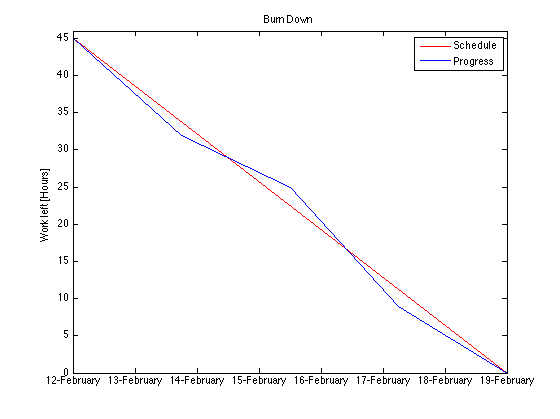 Burn Down
Schedule
Progress
Work left [Hours]
45
40
35
30
25
20
15
10
5
0
12-February 13-February 14-February 15-February 16-February 17-February 18-February 19-February